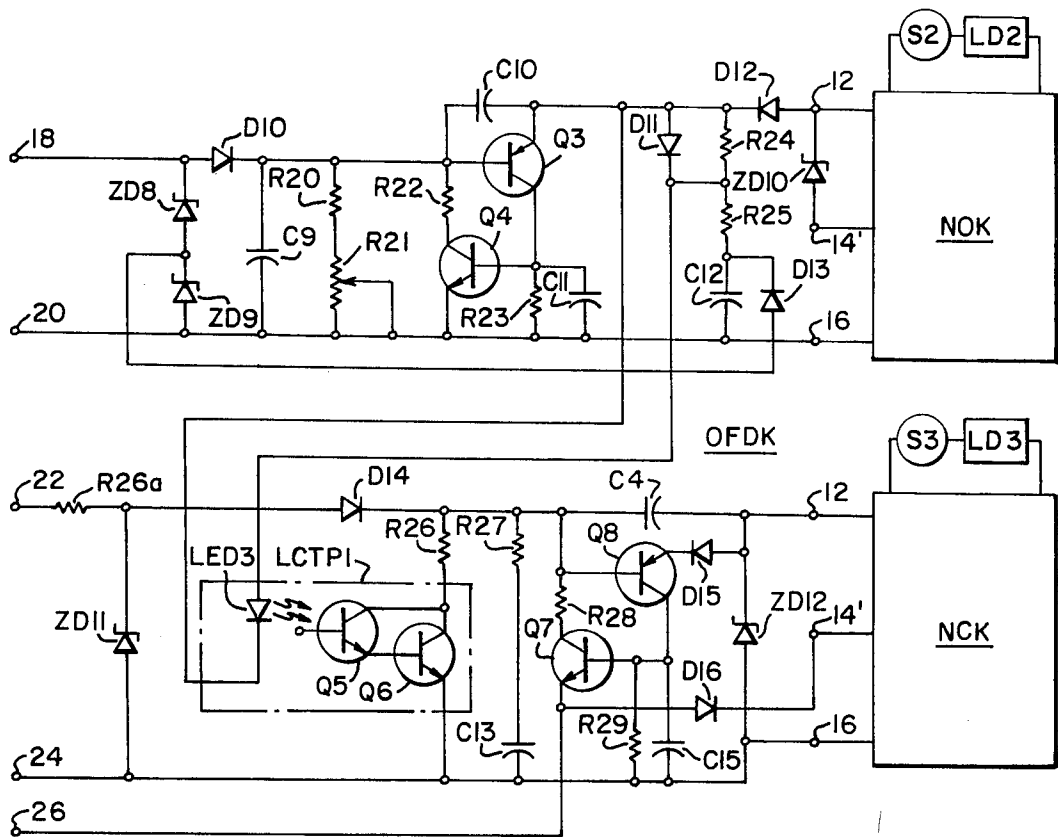 S2 LD2
C10 D12 12
18 D10 Q3 D11 R24
ZD8 R20 R22 ZD10
C9 R21 Q4 R25 14' NOK
C12 D13
20 ZD9 R23 C11 16
OFDK S3 LD3
22 R26a D14 C4 12
R26 R27 Q8
LED3 LCTP1 D15
ZD11 R28 ZD12 14'
Q7 D16 NCK
Q5 Q6 R29 16
C13 C15
24
26